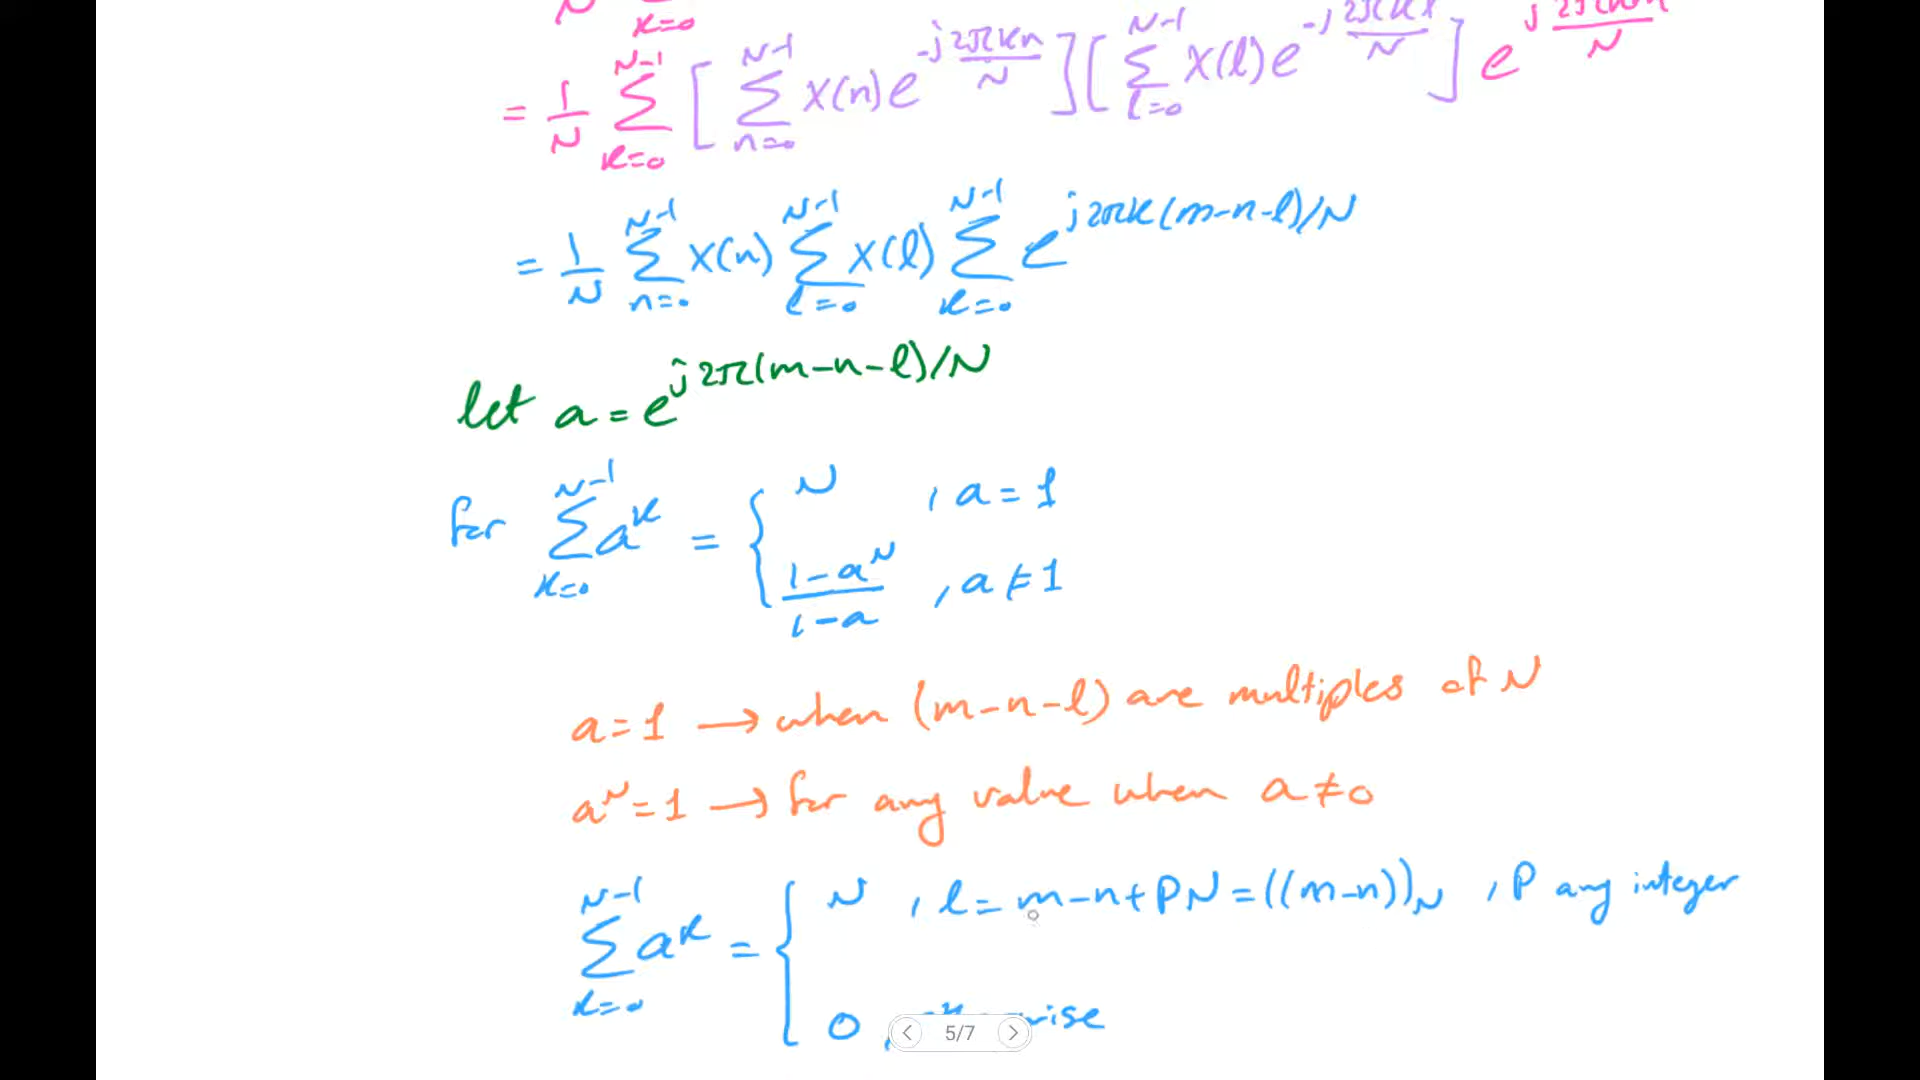 N k=0
= 1/N Σ_{k=0}^{N-1} [ Σ_{n=0}^{N-1} x(n) e^{-j2πkn/N} ] [ Σ_{l=0}^{N-1} x(l) e^{-j2πkl/N} ] e^{j2πkm/N}
= 1/N Σ_{n=0}^{N-1} x(n) Σ_{l=0}^{N-1} x(l) Σ_{k=0}^{N-1} e^{j2πk(m-n-l)/N}
let a = e^{j2π(m-n-l)/N}
for Σ_{k=0}^{N-1} a^k = { N , a = 1
(1-a^N)/(1-a) , a ≠ 1
a = 1 → when (m-n-l) are multiples of N
a^N = 1 → for any value when a ≠ 0
Σ_{k=0}^{N-1} a^k = { N , l = m-n+PN = ((m-n))_N , P any integer
0 ,
5/7